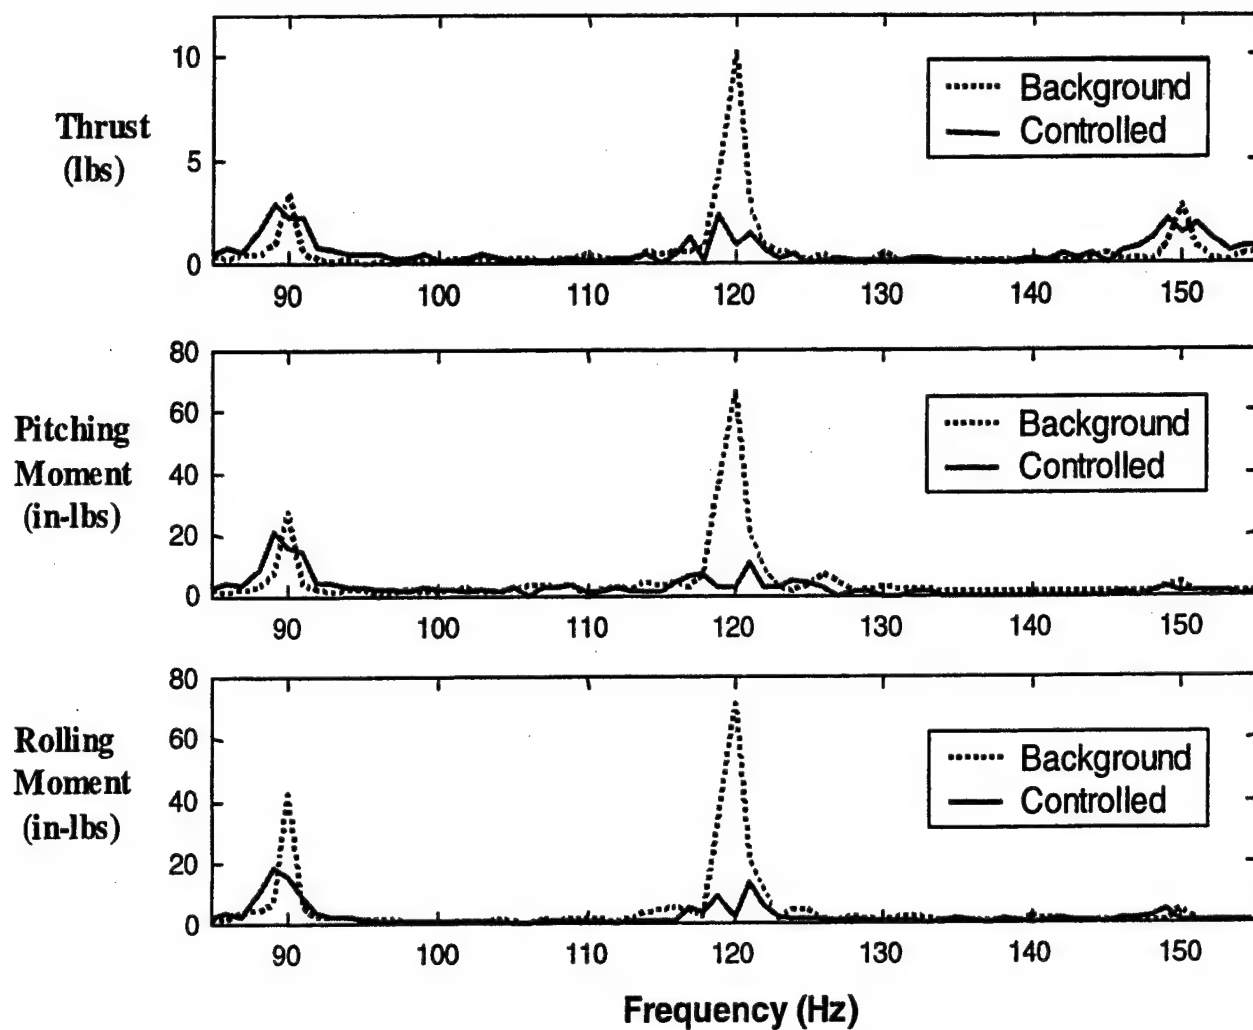 10
5
0
Thrust
(lbs)
Background
Controlled
90 100 110 120 130 140 150
80
60
40
20
0
Pitching
Moment
(in-lbs)
Background
Controlled
90 100 110 120 130 140 150
80
60
40
20
0
Rolling
Moment
(in-lbs)
Background
Controlled
90 100 110 120 130 140 150
Frequency (Hz)